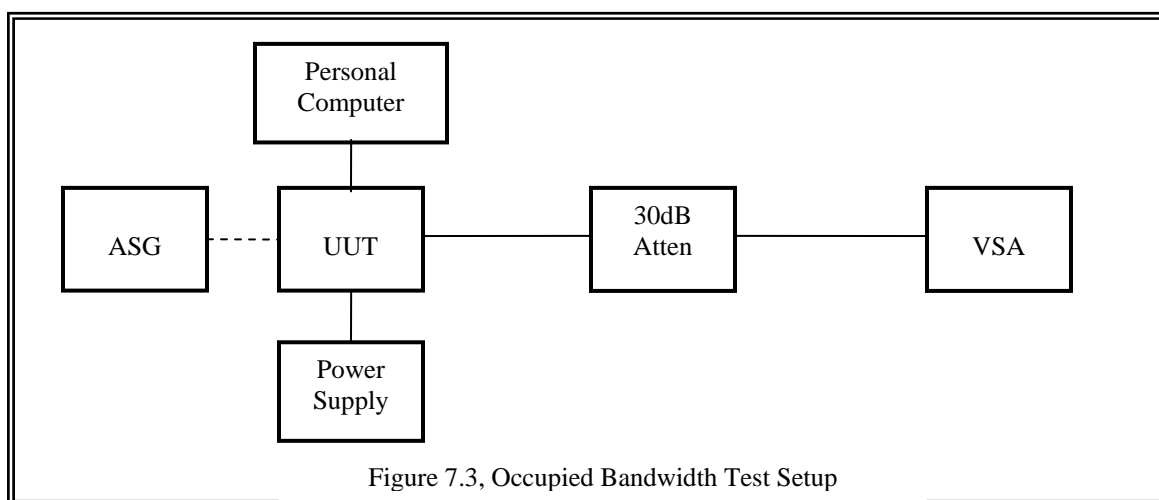 Personal
Computer
ASG
UUT
30dB
Atten
VSA
Power
Supply
Figure 7.3, Occupied Bandwidth Test Setup